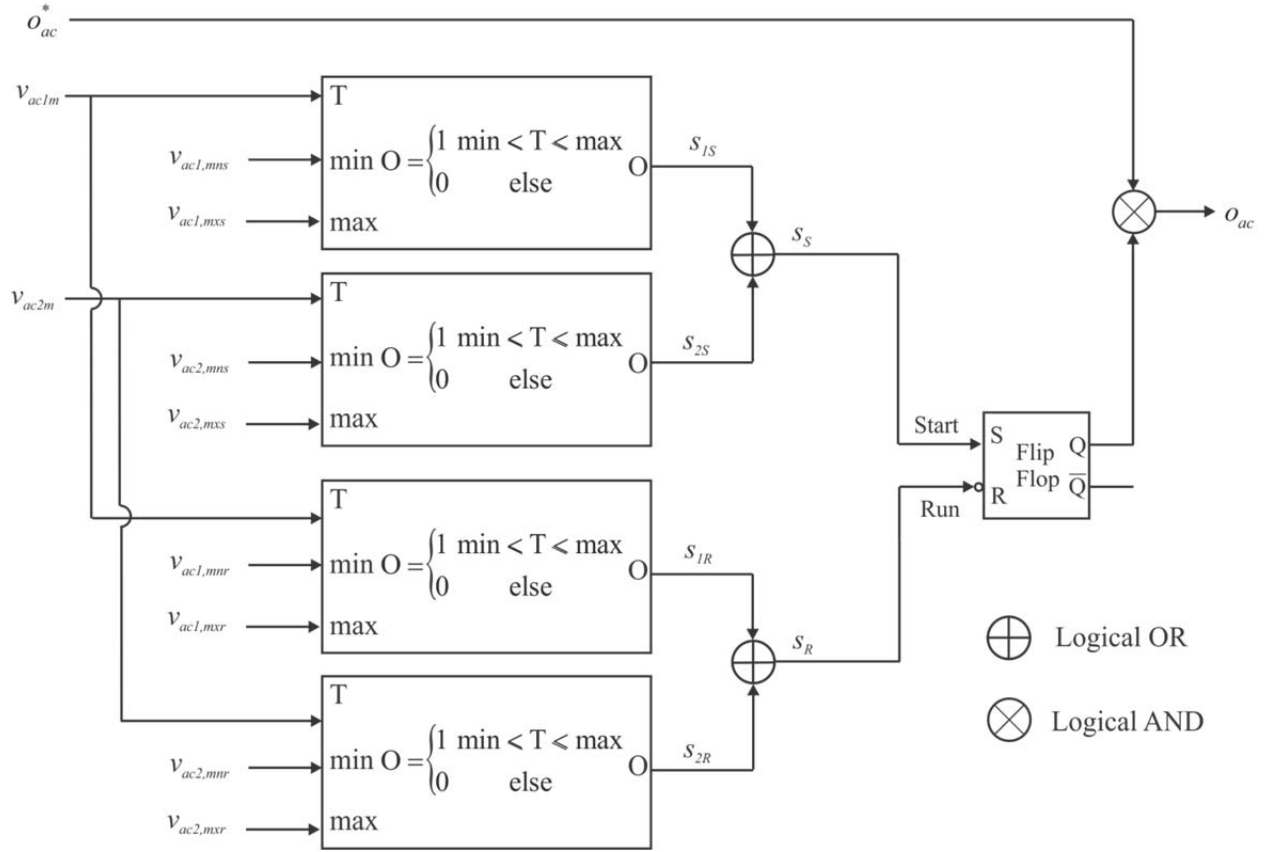 o*ac
vac1m
T
vac1,mns
min O = {1 min < T < max
0 else
O
s1S
vac1,mxs
max
oac
sS
vac2m
T
vac2,mns
min O = {1 min < T < max
0 else
O
s2S
vac2,mxs
max
Start
S
Flip
Flop
Q
Q̅
R
Run
T
vac1,mnr
min O = {1 min < T < max
0 else
O
s1R
vac1,mxr
max
sR
Logical OR
T
vac2,mnr
min O = {1 min < T < max
0 else
O
s2R
vac2,mxr
max
Logical AND